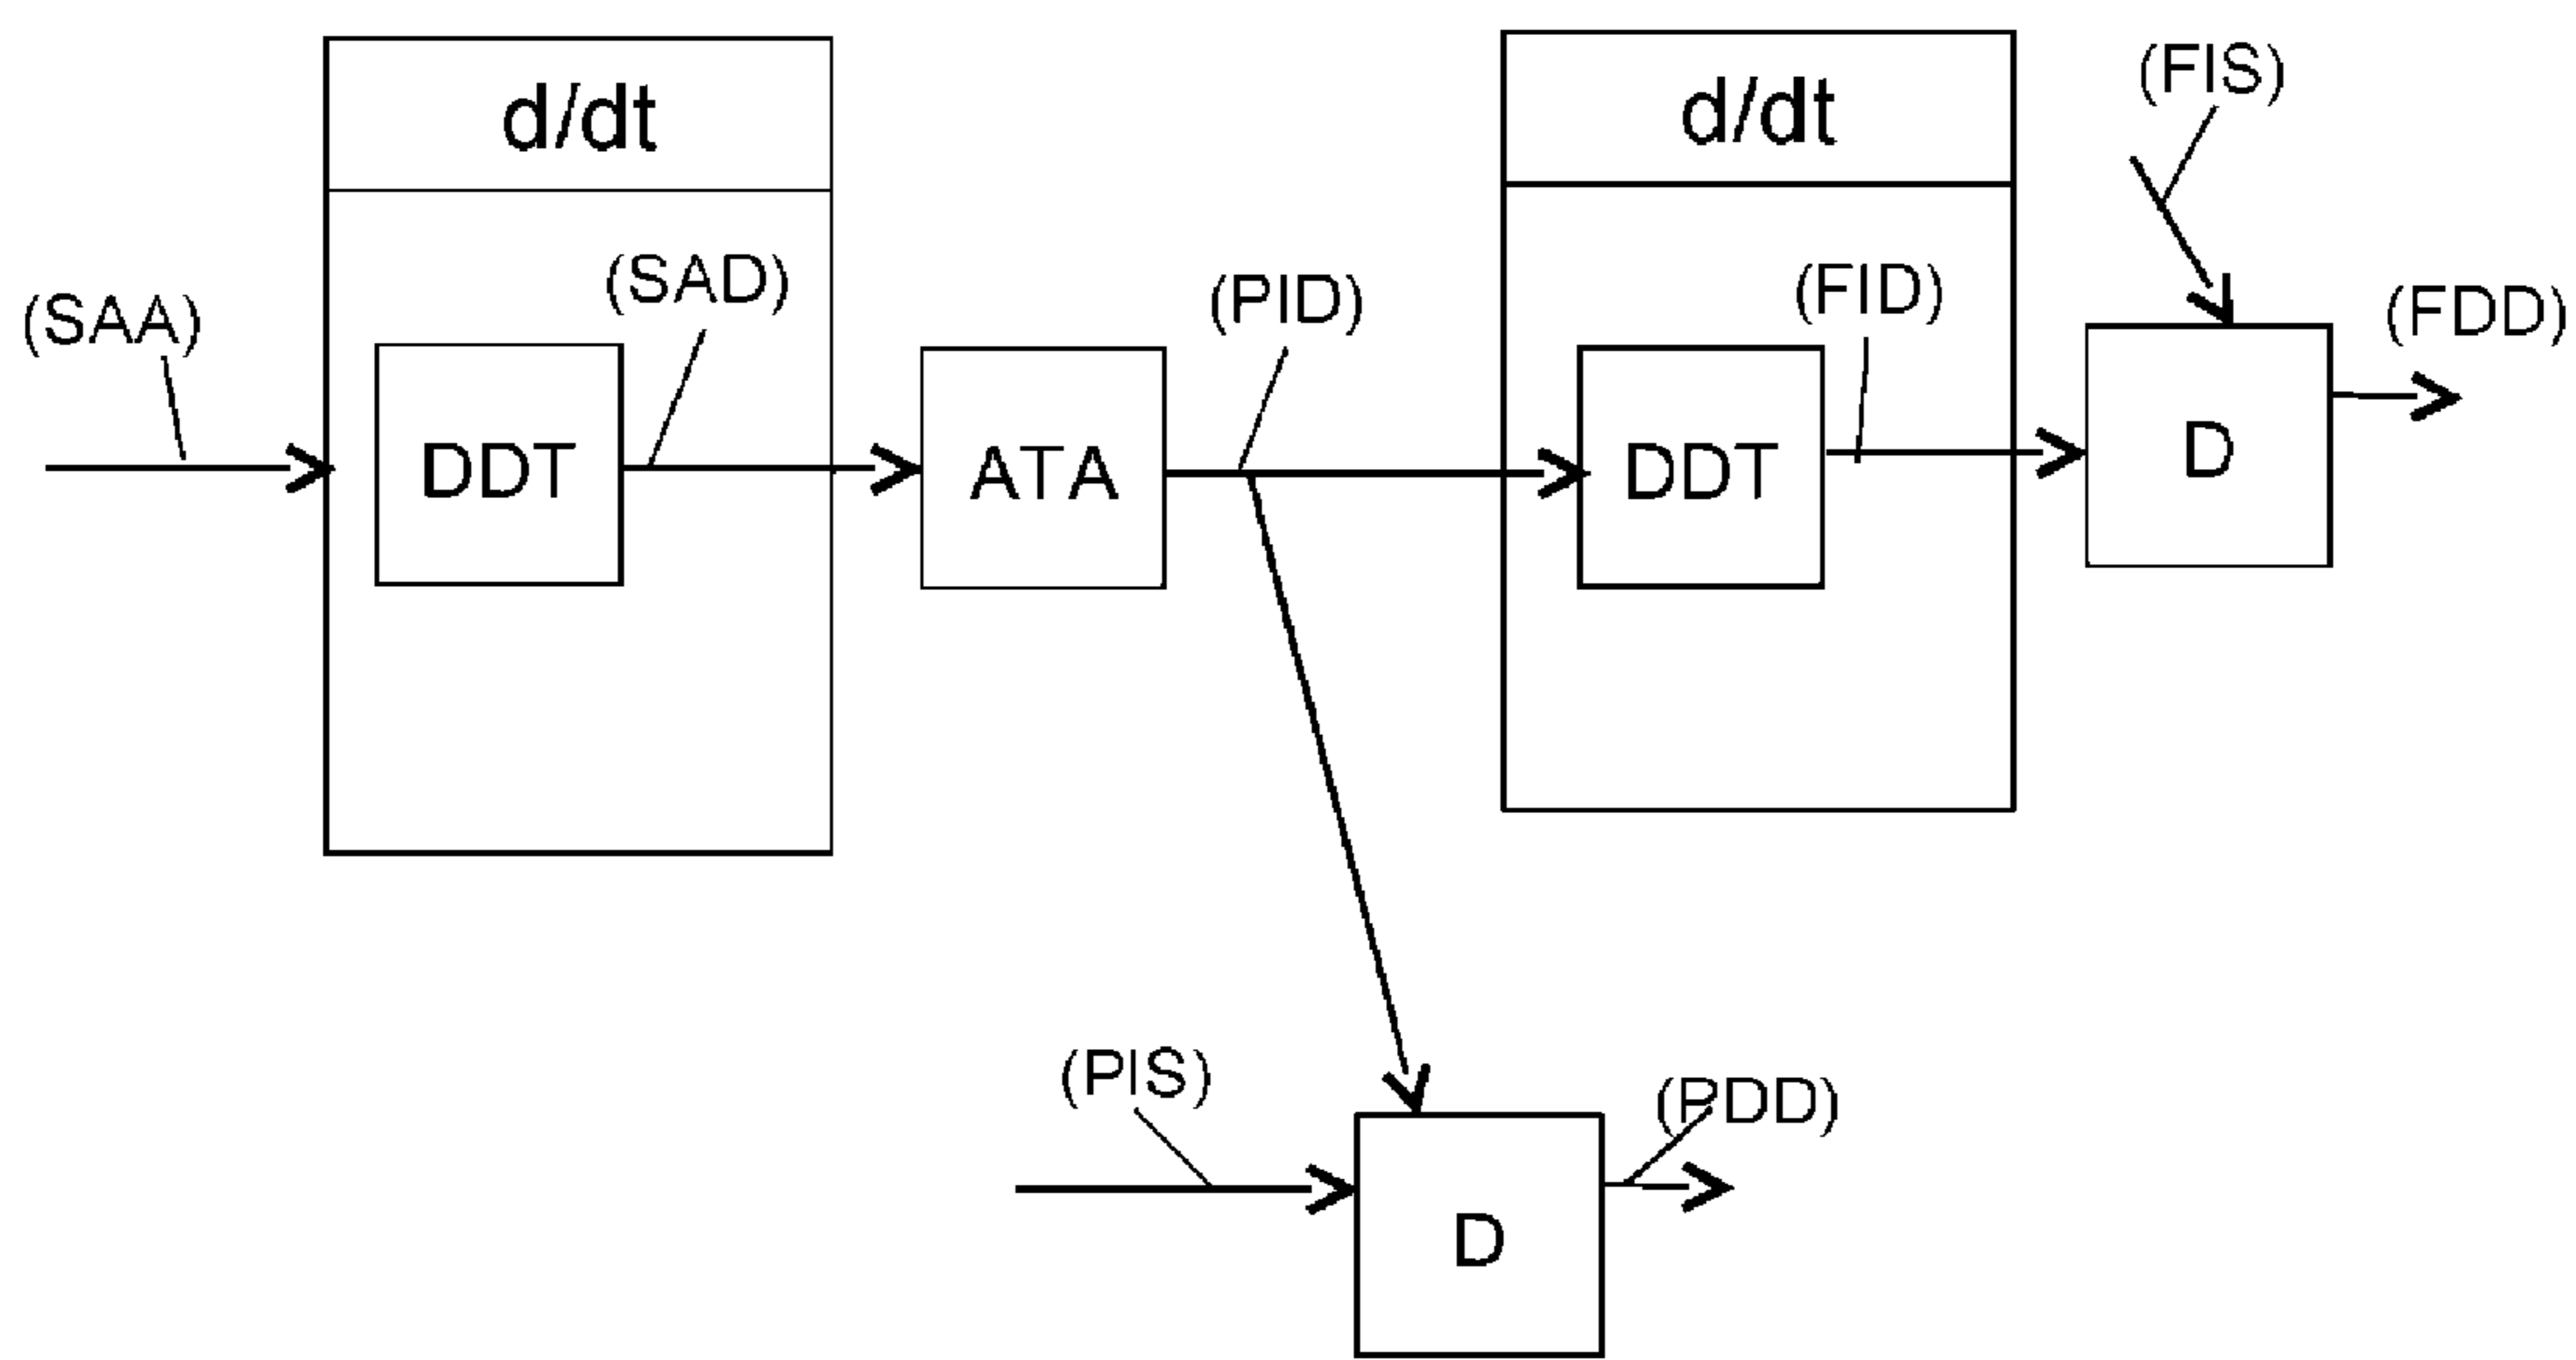 d/dt
d/dt
(FIS)
(SAA)
(SAD)
(PID)
(FID)
(FDD)
DDT
ATA
DDT
D
(PIS)
(PDD)
D